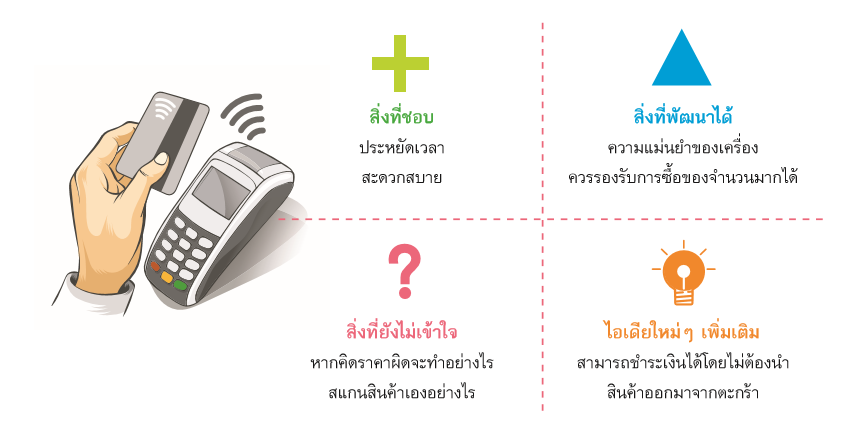 สิ่งที่ชอบ
ประหยัดเวลา
สะดวกสบาย
สิ่งที่พัฒนาได้
ความแม่นยำของเครื่อง
ควรรองรับการซื้อของจำนวนมากได้
?
สิ่งที่ยังไม่เข้าใจ
หากคิดราคาผิดจะทำอย่างไร
สแกนสินค้าเองอย่างไร
ไอเดียใหม่ๆ เพิ่มเติม
สามารถชำระเงินได้โดยไม่ต้องนำ
สินค้าออกมาจากตะกร้า